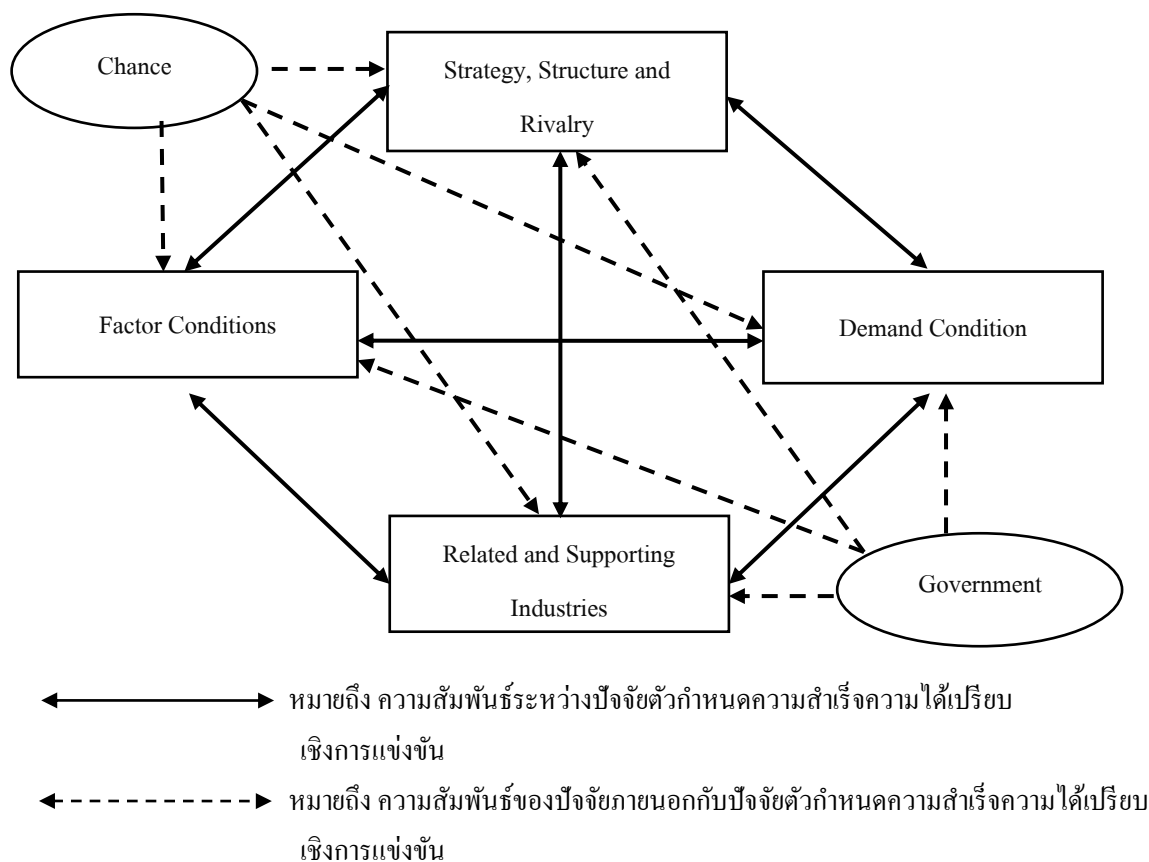 Chance
Strategy, Structure and
Rivalry
Factor Conditions
Demand Condition
Related and Supporting
Industries
Government
หมายถึง ความสัมพันธ์ระหว่างปัจจัยตัวกำหนดความสำเร็จความได้เปรียบ
เชิงการแข่งขัน
หมายถึง ความสัมพันธ์ของปัจจัยภายนอกกับปัจจัยตัวกำหนดความสำเร็จความได้เปรียบ
เชิงการแข่งขัน